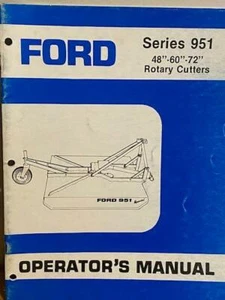 FORD
Series 951
48"-60"-72"
Rotary Cutters
FORD 951
OPERATOR'S MANUAL